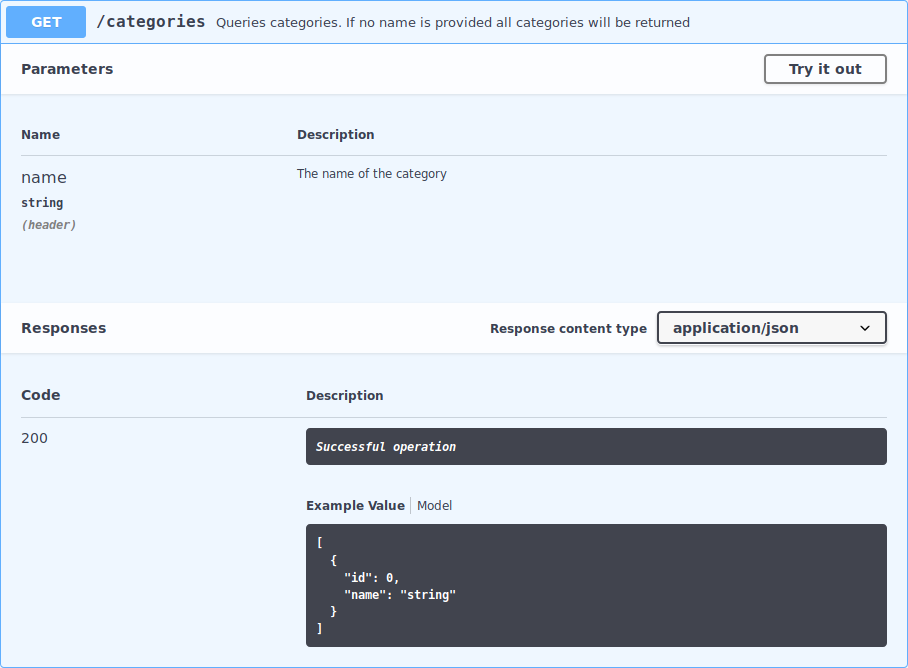 GET /categories Queries categories. If no name is provided all categories will be returned
Parameters Try it out
Name Description
name The name of the category
string
(header)
Responses Response content type application/json
Code Description
200 Successful operation
Example Value Model
[
  {
    "id": 0,
    "name": "string"
  }
]